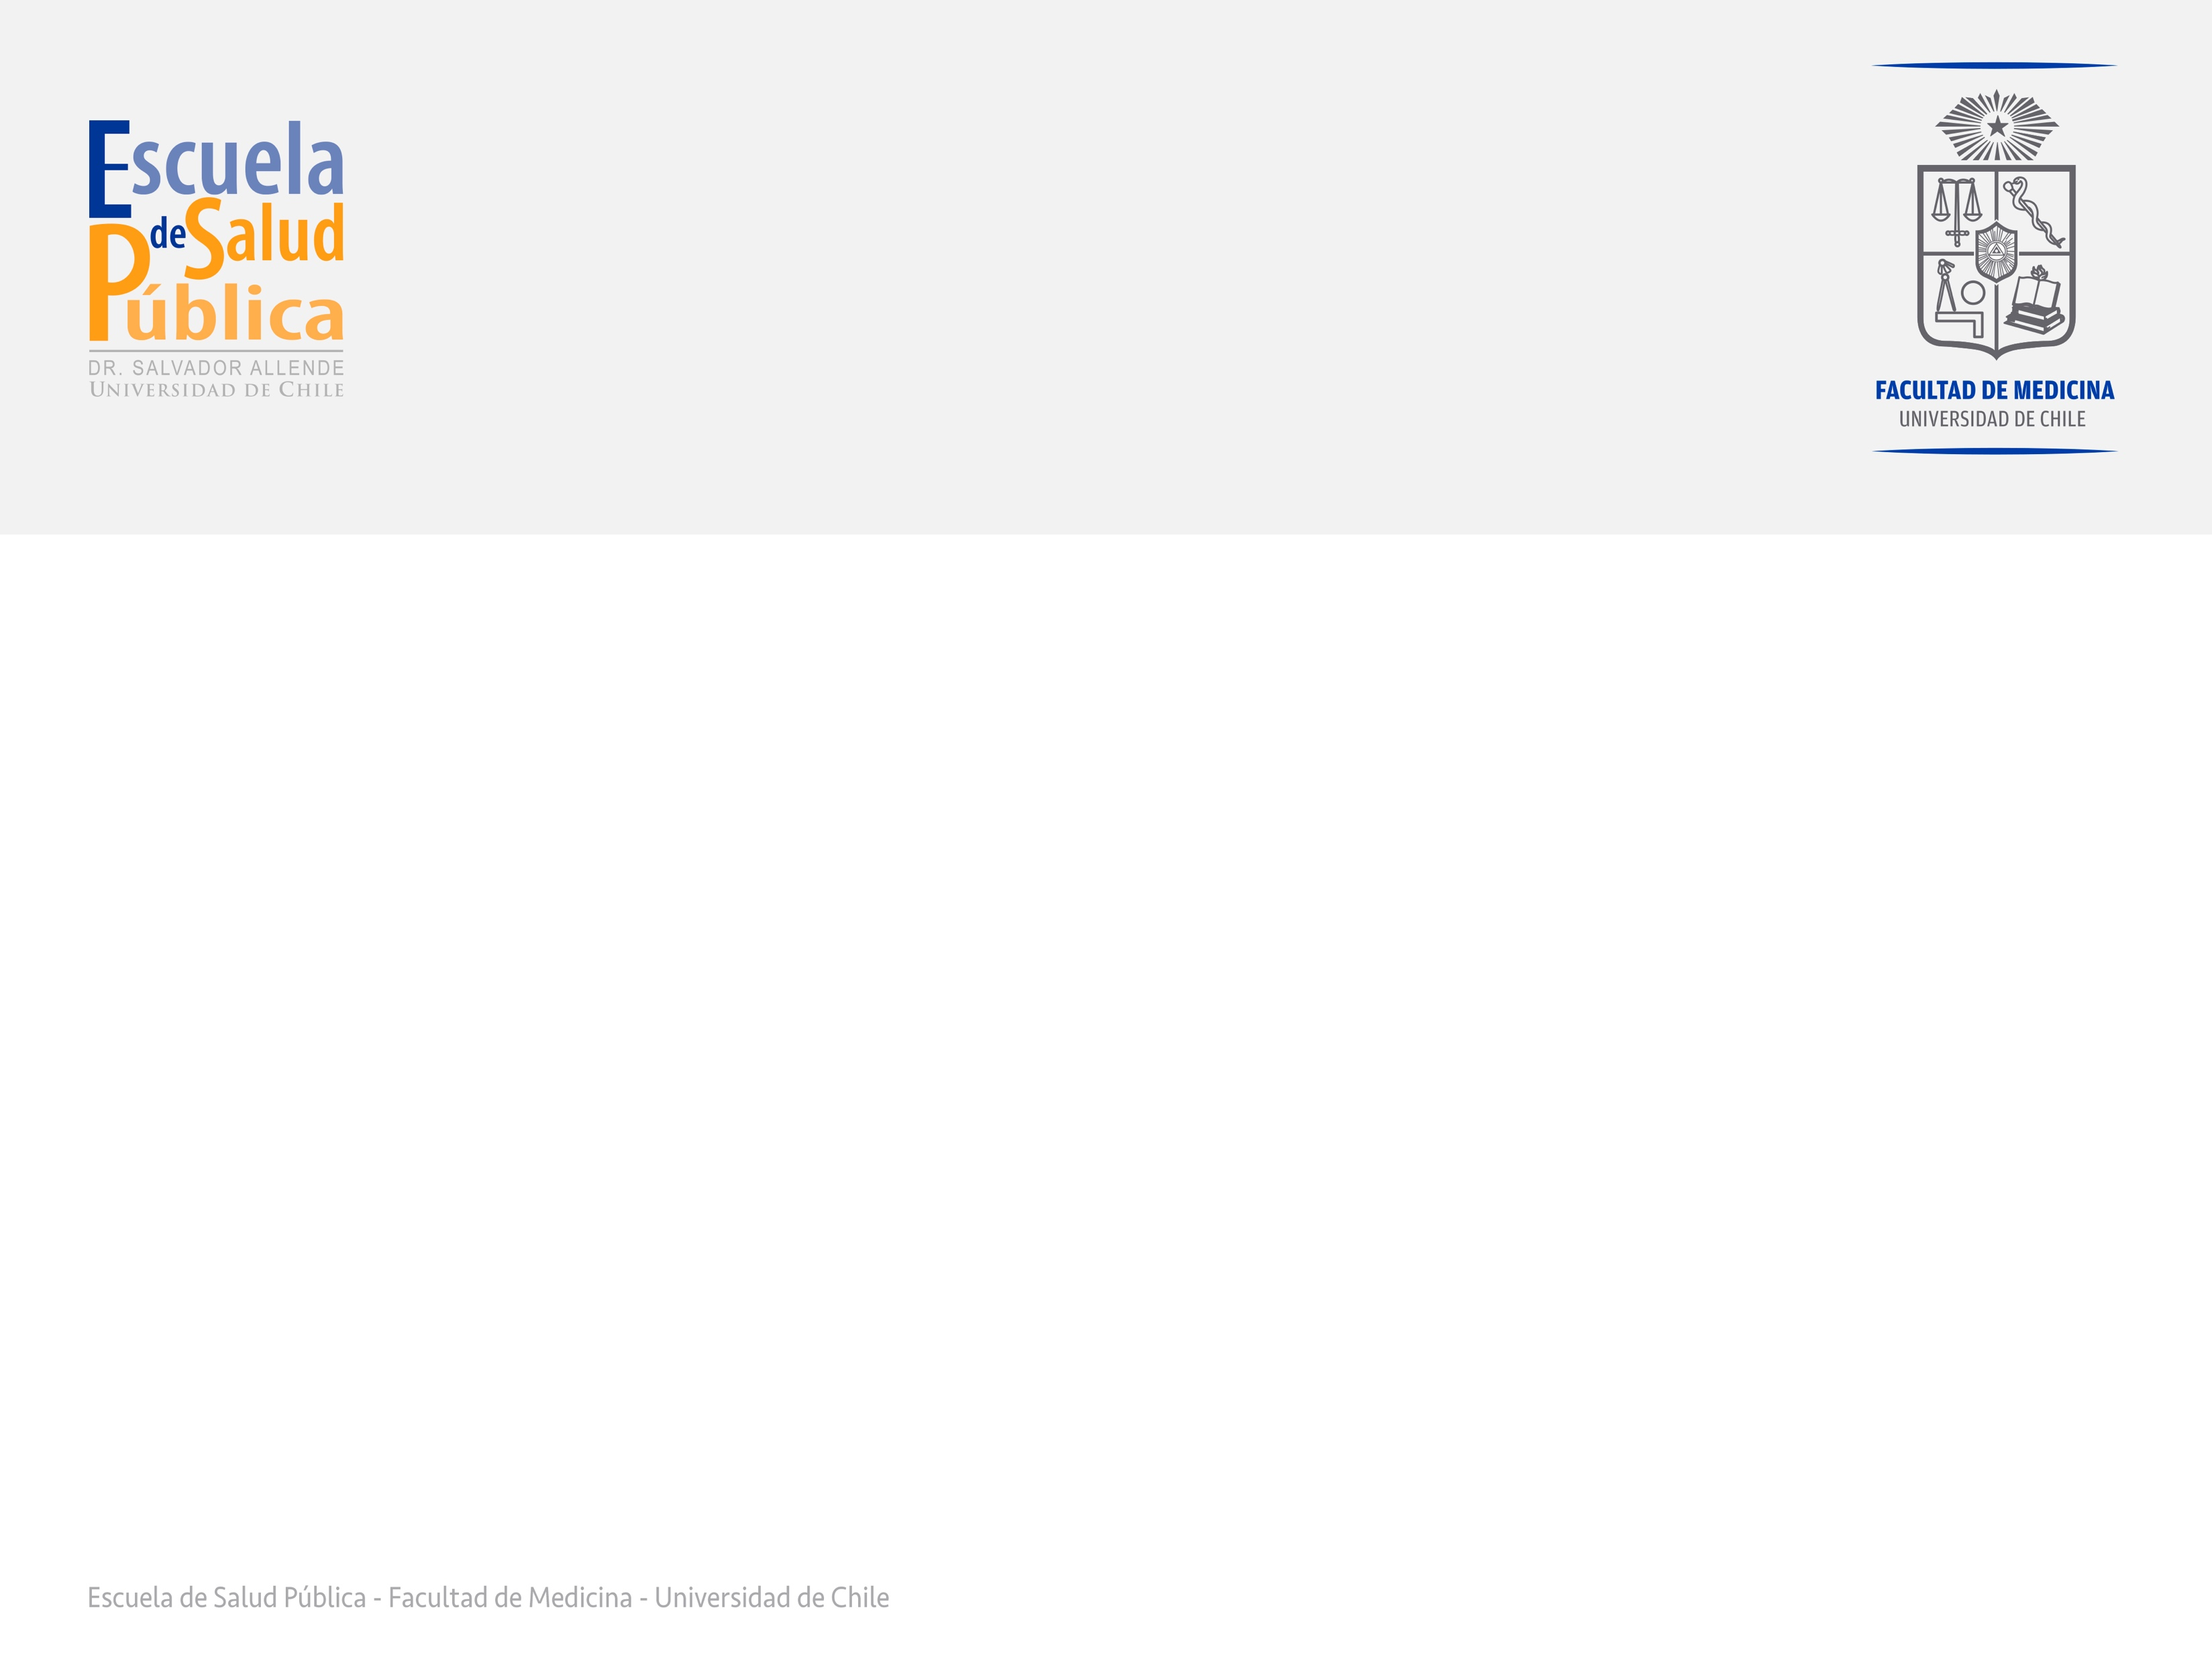 Escuela
de Salud
Pública
DR. SALVADOR ALLENDE
UNIVERSIDAD DE CHILE
FACULTAD DE MEDICINA
UNIVERSIDAD DE CHILE
Escuela de Salud Pública - Facultad de Medicina - Universidad de Chile